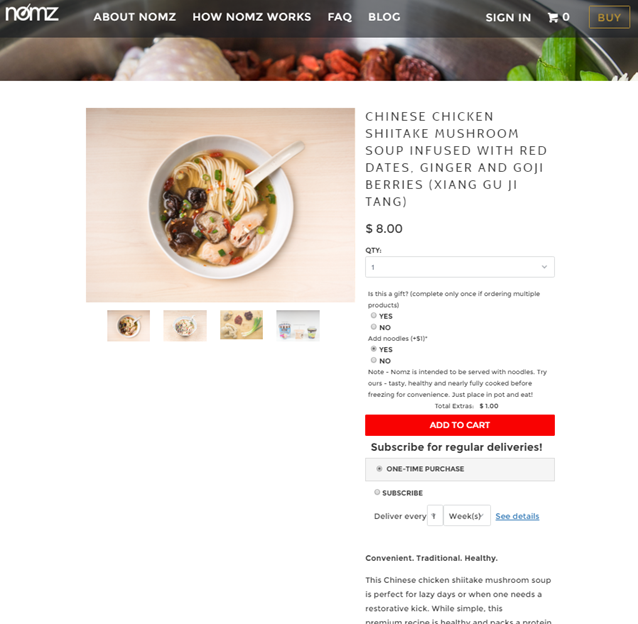 nomz
ABOUT NOMZ HOW NOMZ WORKS FAQ BLOG SIGN IN 0 BUY
CHINESE CHICKEN
SHIITAKE MUSHROOM
SOUP INFUSED WITH RED
DATES, GINGER AND GOJI
BERRIES (XIANG GU JI
TANG)
$ 8.00
QTY:
1
Is this a gift? (complete only once if ordering multiple
products)
YES
NO
Add noodles (+$1)*
YES
NO
Note - Nomz is intended to be served with noodles. Try
ours - tasty, healthy and nearly fully cooked before
freezing for convenience. Just place in pot and eat!
Total Extras: $ 1.00
ADD TO CART
Subscribe for regular deliveries!
ONE-TIME PURCHASE
SUBSCRIBE
Deliver every 1 Week(s) See details
Convenient. Traditional. Healthy.
This Chinese chicken shiitake mushroom soup
is perfect for lazy days or when one needs a
restorative kick. While simple, this
premium recipe is healthy and packs a protein